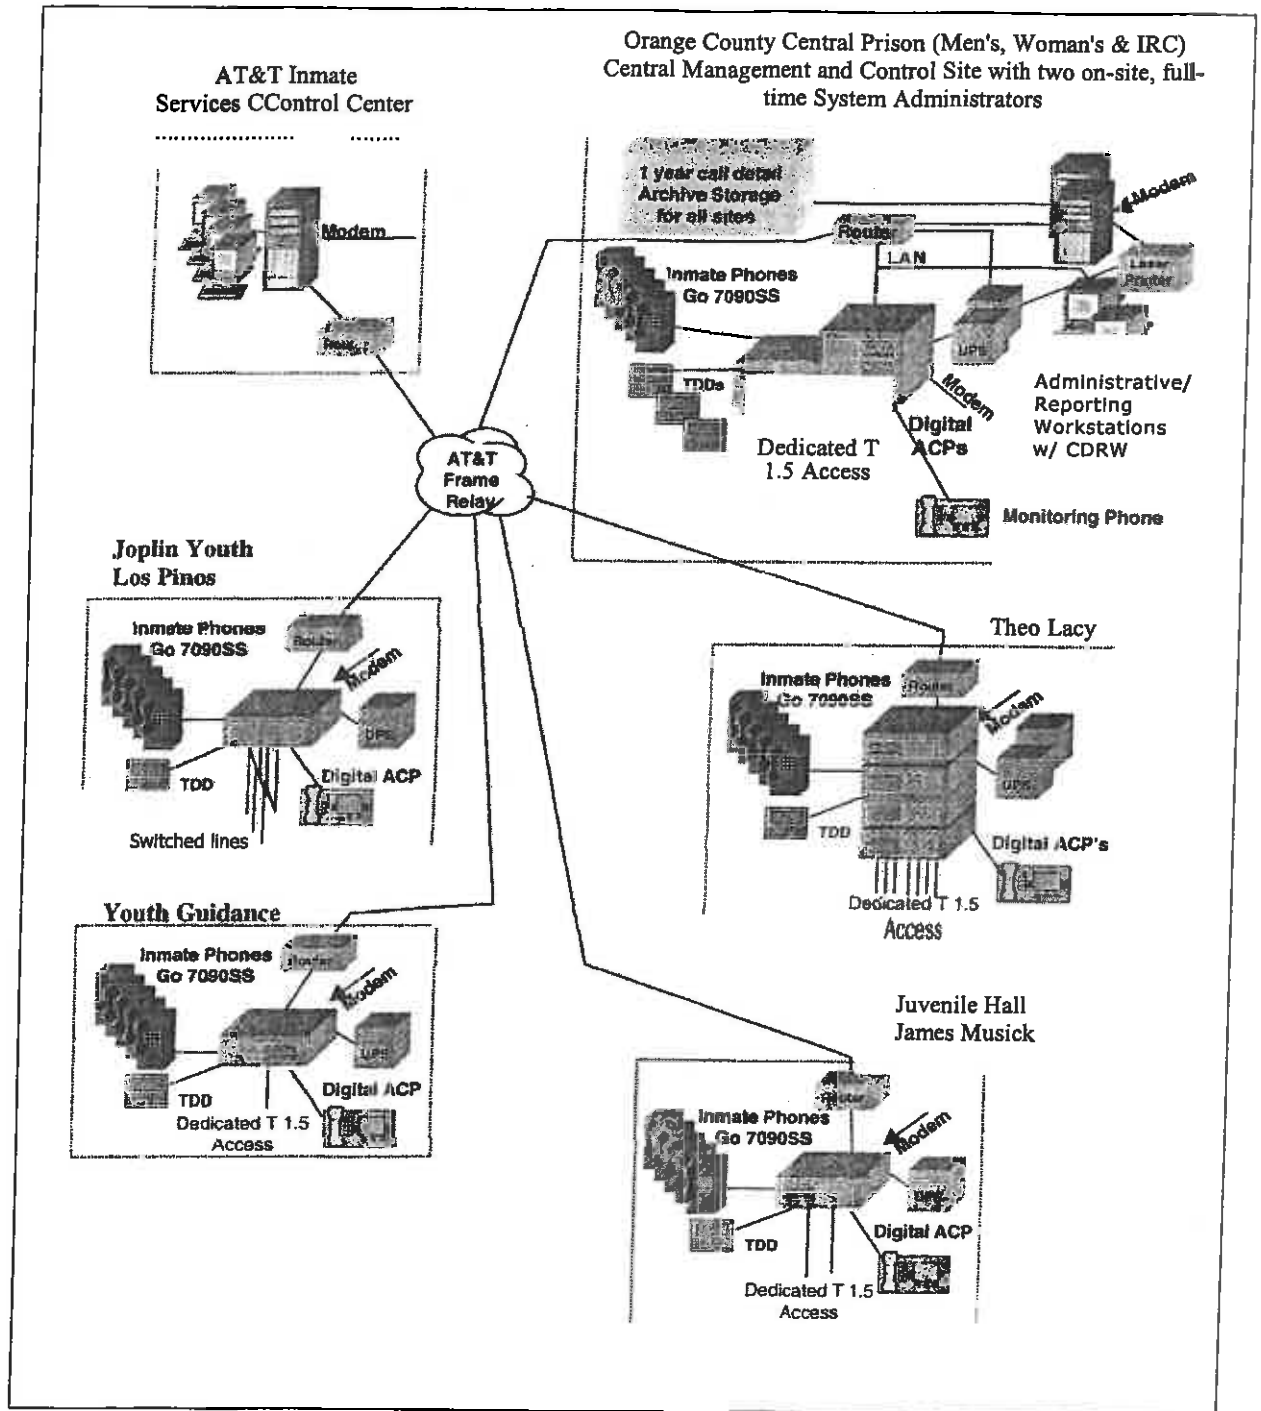 AT&T Inmate
Services CControl Center
Modem
Router
Orange County Central Prison (Men's, Woman's & IRC)
Central Management and Control Site with two on-site, full-
time System Administrators
1 year call detail
Archive Storage
for all sites
Modem
Router
LAN
Laser
Printer
Inmate Phones
Go 7090SS
UPS
TDDs
Modem
Digital
ACPs
Administrative/
Reporting
Workstations
w/ CDRW
Dedicated T
1.5 Access
Monitoring Phone
AT&T
Frame
Relay
Joplin Youth
Los Pinos
Inmate Phones
Go 7090SS
Router
Modem
UPS
TDD
Digital ACP
Switched lines
Theo Lacy
Inmate Phones
Go 7090SS
Router
Modem
UPS
TDD
Digital ACP's
Dedicated T 1.5
Access
Youth Guidance
Inmate Phones
Go 7090SS
Router
Modem
UPS
TDD
Digital ACP
Dedicated T 1.5
Access
Juvenile Hall
James Musick
Router
Inmate Phones
Go 7090SS
Modem
UPS
TDD
Digital ACP
Dedicated T 1.5
Access